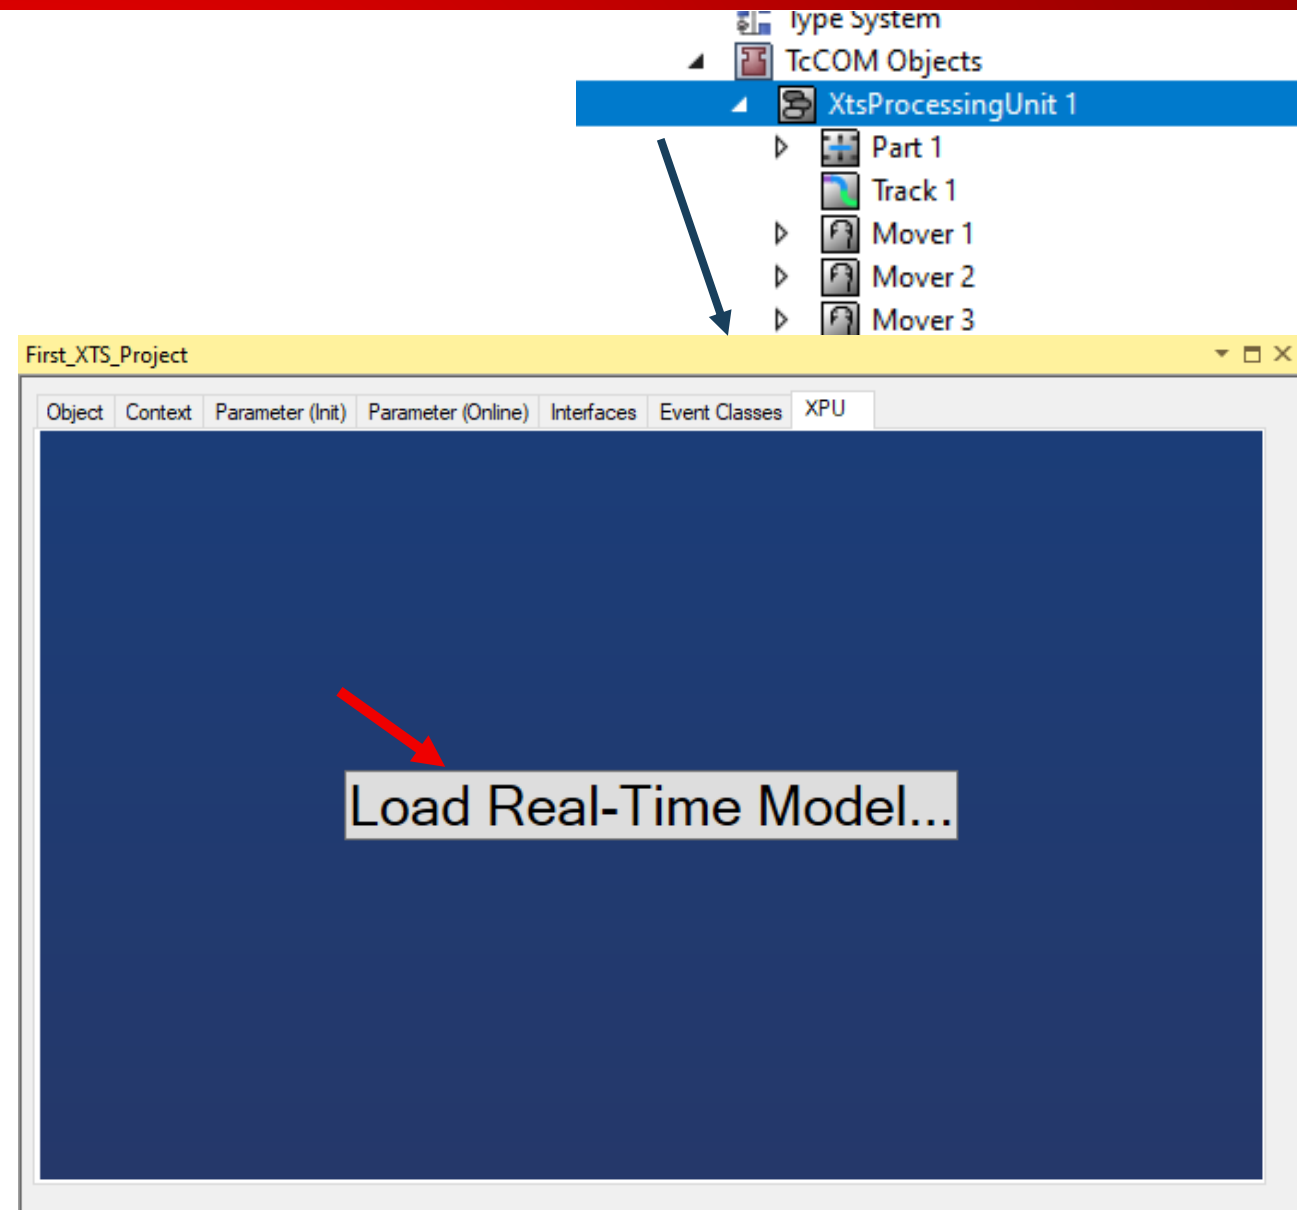 Type System
TcCOM Objects
XtsProcessingUnit 1
Part 1
Track 1
Mover 1
Mover 2
Mover 3
First_XTS_Project
Object Context Parameter (Init) Parameter (Online) Interfaces Event Classes XPU
Load Real-Time Model...